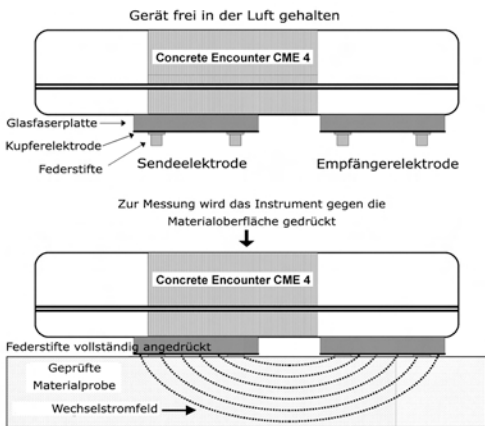 Gerät frei in der Luft gehalten
Concrete Encounter CME 4
Glasfaserplatte
Kupferelektrode
Federstifte
Sendeelektrode
Empfängerelektrode
Zur Messung wird das Instrument gegen die
Materialoberfläche gedrückt
Concrete Encounter CME 4
Federstifte vollständig angedrückt
Geprüfte
Materialprobe
Wechselstromfeld